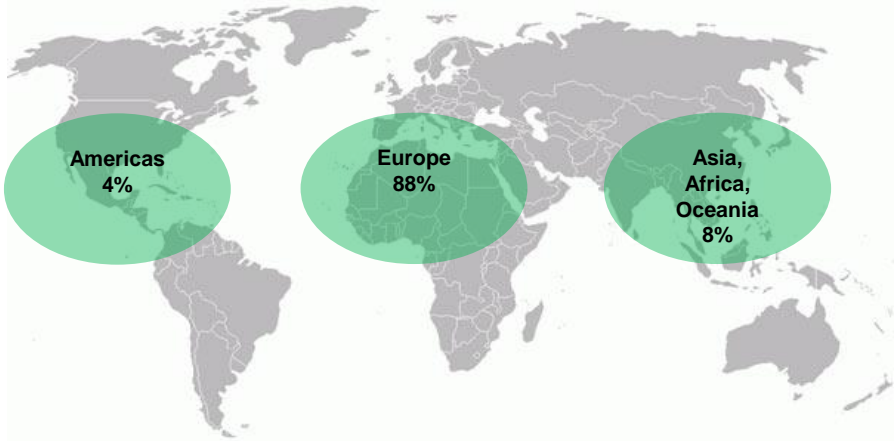 Americas
4%
Europe
88%
Asia,
Africa,
Oceania
8%